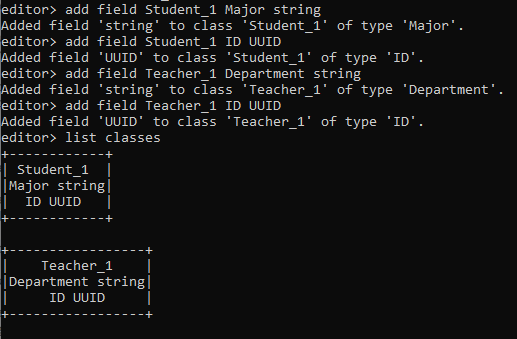 editor> add field Student_1 Major string
Added field 'string' to class 'Student_1' of type 'Major'.
editor> add field Student_1 ID UUID
Added field 'UUID' to class 'Student_1' of type 'ID'.
editor> add field Teacher_1 Department string
Added field 'string' to class 'Teacher_1' of type 'Department'.
editor> add field Teacher_1 ID UUID
Added field 'UUID' to class 'Teacher_1' of type 'ID'.
editor> list classes
+------------+
| Student_1  |
|Major string|
|  ID UUID   |
+------------+

+-----------------+
|    Teacher_1    |
|Department string|
|     ID UUID     |
+-----------------+